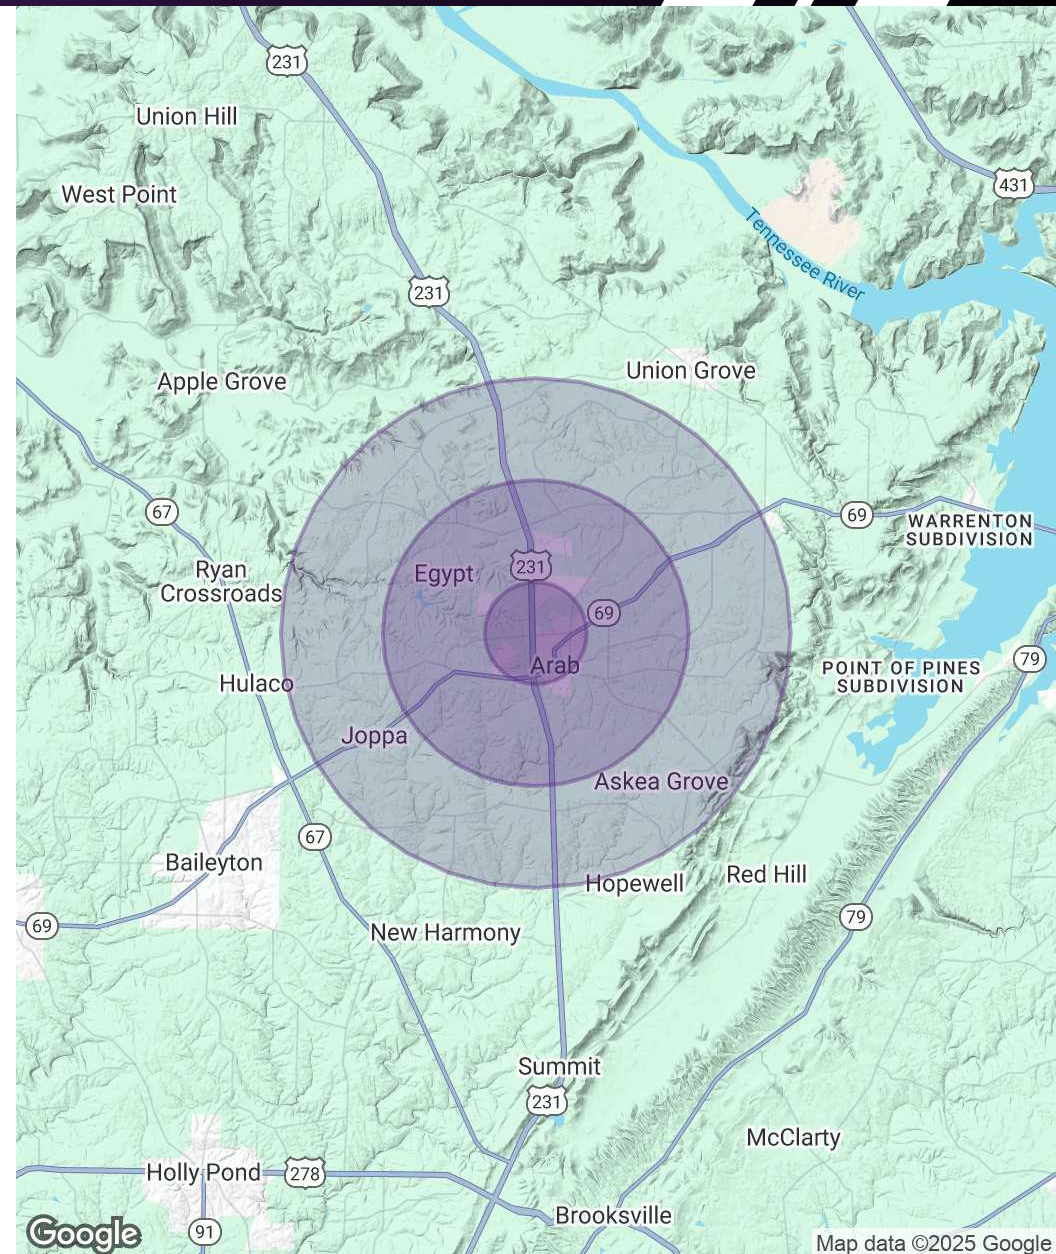 231
Union Hill
West Point
431
Tennessee River
231
Union Grove
Apple Grove
67
69
WARRENTON
SUBDIVISION
Ryan
Crossroads
231
Egypt
69
Arab
79
POINT OF PINES
SUBDIVISION
Hulaco
Joppa
Askea Grove
67
Baileyton
Red Hill
Hopewell
79
69
New Harmony
Summit
231
McClarty
Holly Pond
278
Brooksville
91
Google
Map data ©2025 Google